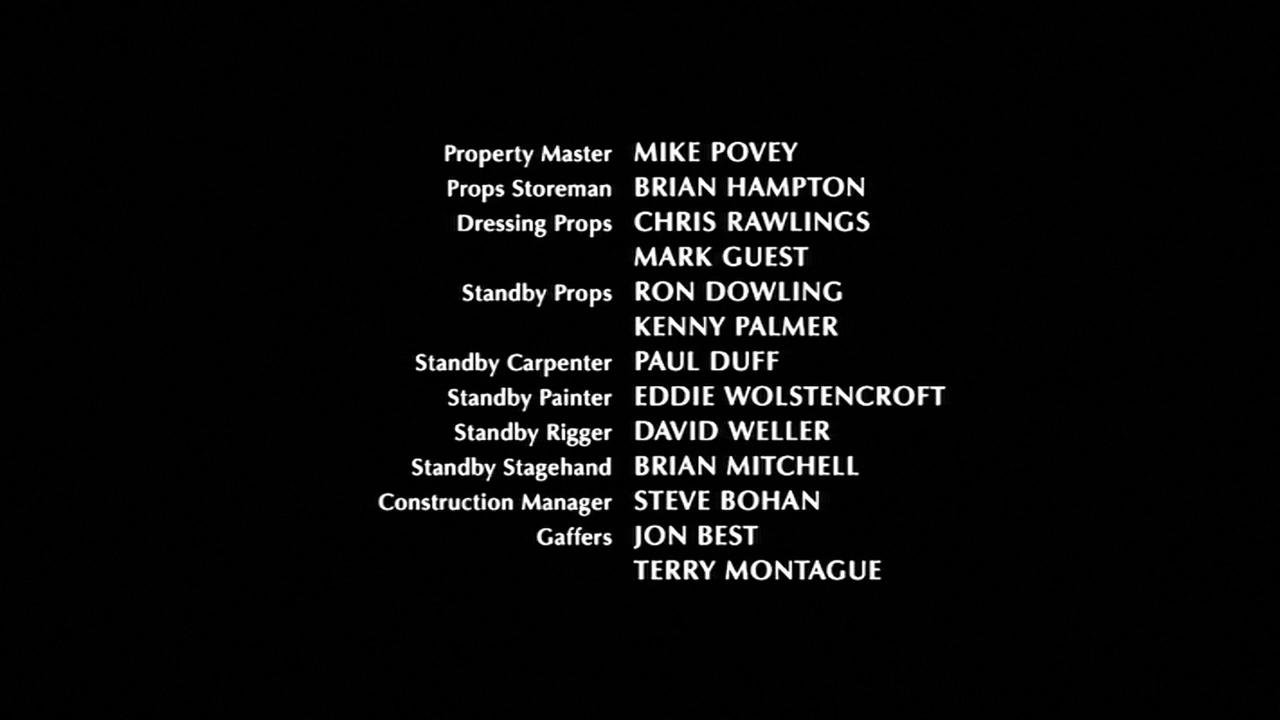 Property Master MIKE POVEY
Props Storeman BRIAN HAMPTON
Dressing Props CHRIS RAWLINGS
MARK GUEST
Standby Props RON DOWLING
KENNY PALMER
Standby Carpenter PAUL DUFF
Standby Painter EDDIE WOLSTENCROFT
Standby Rigger DAVID WELLER
Standby Stagehand BRIAN MITCHELL
Construction Manager STEVE BOHAN
Gaffers JON BEST
TERRY MONTAGUE